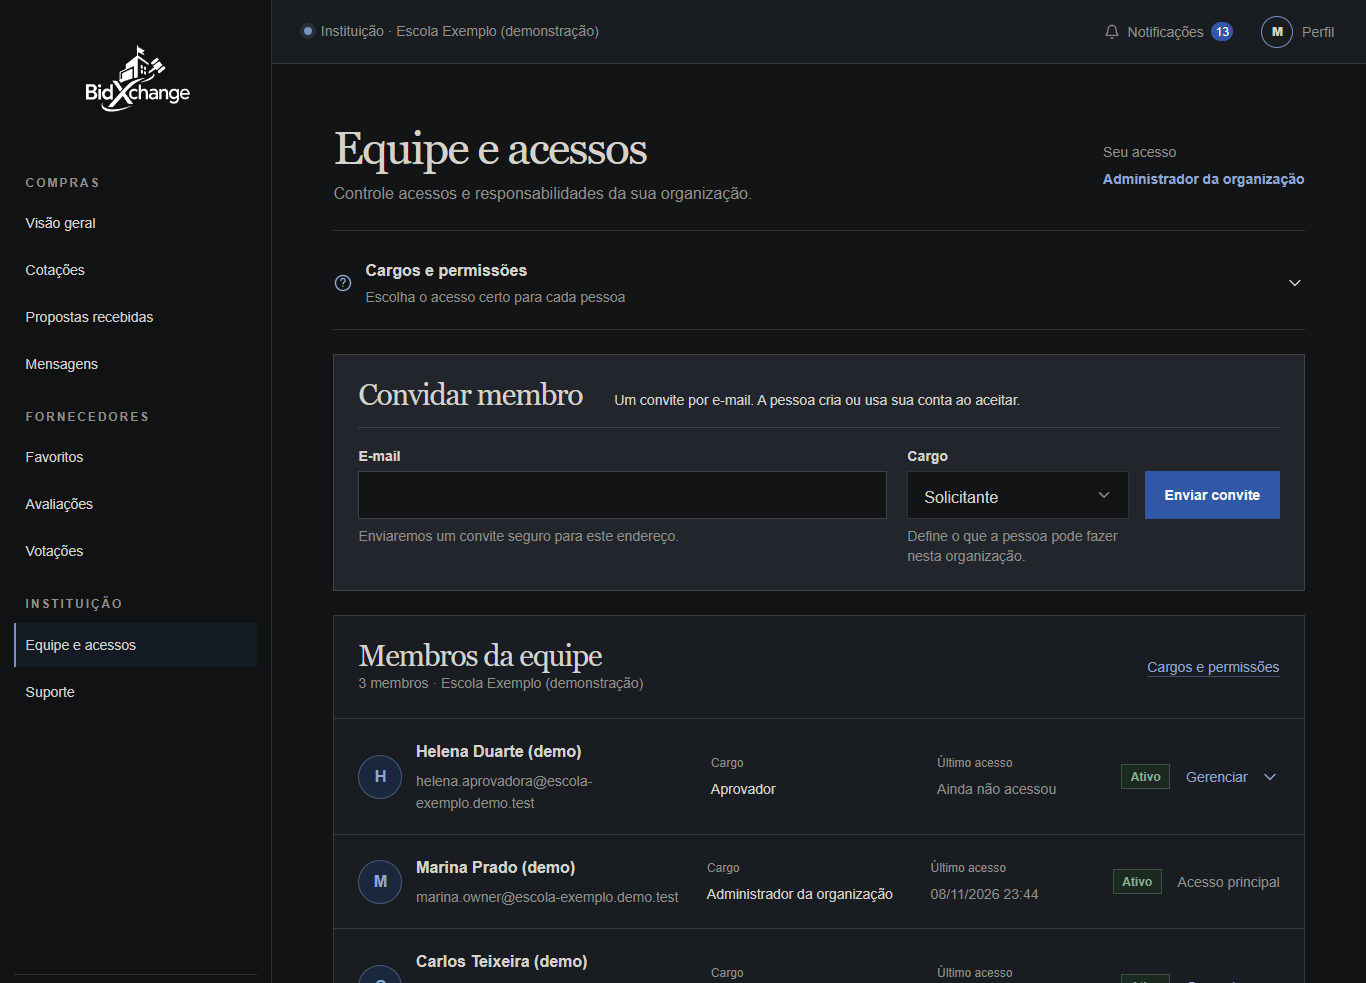 BidXchange
Instituição · Escola Exemplo (demonstração)
Notificações 13
M Perfil
COMPRAS
Visão geral
Cotações
Propostas recebidas
Mensagens
FORNECEDORES
Favoritos
Avaliações
Votações
INSTITUIÇÃO
Equipe e acessos
Suporte
Equipe e acessos
Controle acessos e responsabilidades da sua organização.
Seu acesso
Administrador da organização
Cargos e permissões
Escolha o acesso certo para cada pessoa
Convidar membro
Um convite por e-mail. A pessoa cria ou usa sua conta ao aceitar.
E-mail
Enviaremos um convite seguro para este endereço.
Cargo
Solicitante
Define o que a pessoa pode fazer
nesta organização.
Enviar convite
Membros da equipe
3 membros · Escola Exemplo (demonstração)
Cargos e permissões
H
Helena Duarte (demo)
helena.aprovadora@escola-
exemplo.demo.test
Cargo
Aprovador
Último acesso
Ainda não acessou
Ativo
Gerenciar
M
Marina Prado (demo)
marina.owner@escola-exemplo.demo.test
Cargo
Administrador da organização
Último acesso
08/11/2026 23:44
Ativo
Acesso principal
Carlos Teixeira (demo)
Cargo
Último acesso